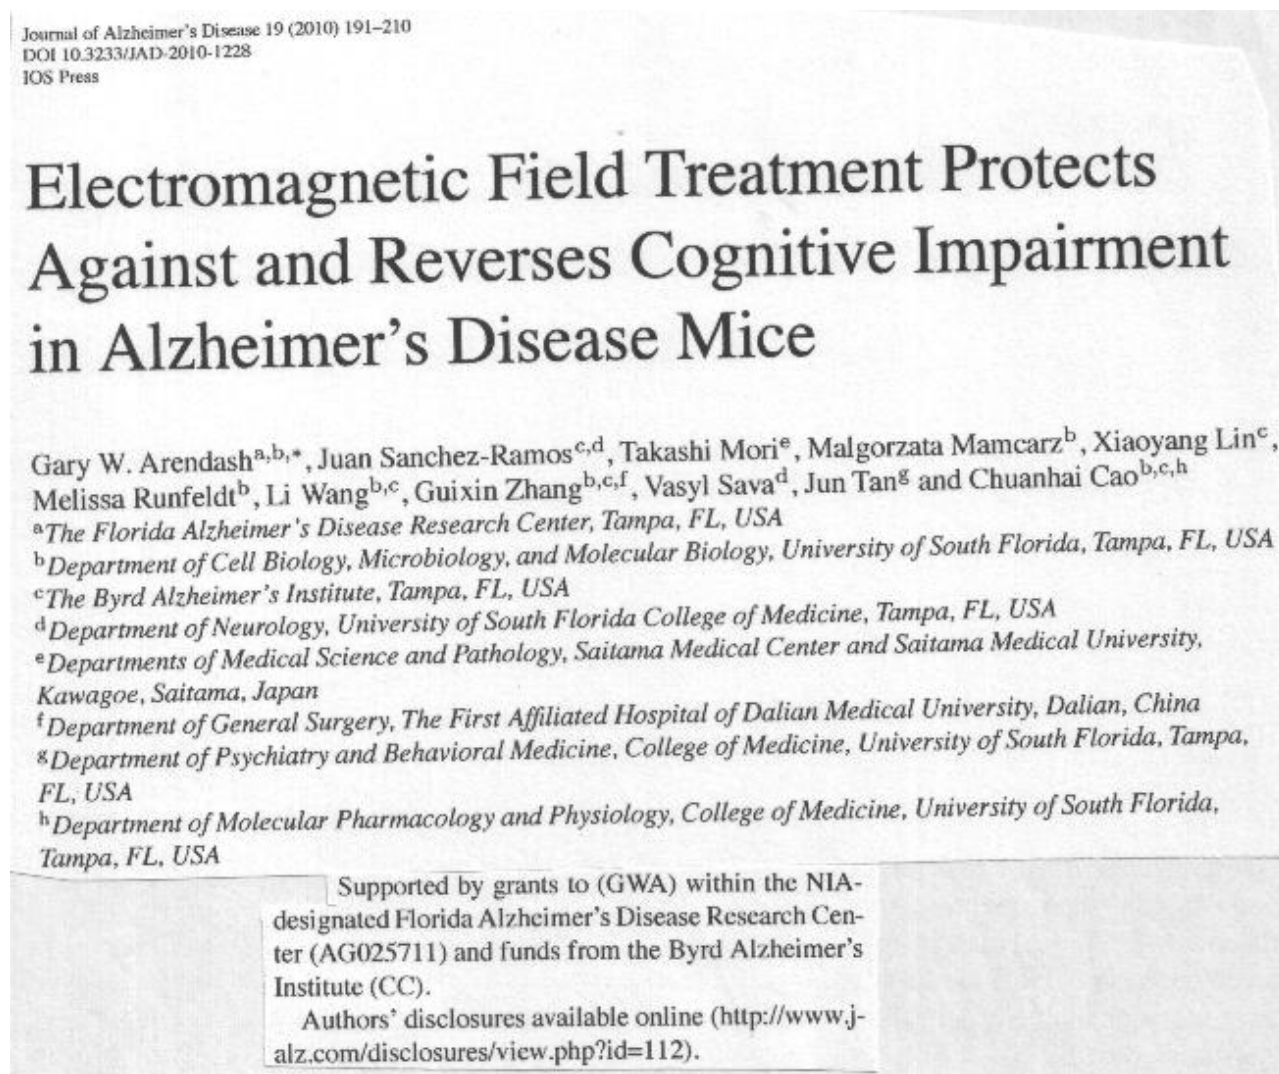 Journal of Alzheimer's Disease 19 (2010) 191–210
DOI 10.3233/JAD-2010-1228
IOS Press
Electromagnetic Field Treatment Protects
Against and Reverses Cognitive Impairment
in Alzheimer's Disease Mice
Gary W. Arendash^a,b,*, Juan Sanchez-Ramos^c,d, Takashi Mori^e, Malgorzata Mamcarz^b, Xiaoyang Lin^c,
Melissa Runfeldt^b, Li Wang^b,c, Guixin Zhang^b,c,f, Vasyl Sava^d, Jun Tan^g and Chuanhai Cao^b,c,h
^a The Florida Alzheimer's Disease Research Center, Tampa, FL, USA
^b Department of Cell Biology, Microbiology, and Molecular Biology, University of South Florida, Tampa, FL, USA
^c The Byrd Alzheimer's Institute, Tampa, FL, USA
^d Department of Neurology, University of South Florida College of Medicine, Tampa, FL, USA
^e Departments of Medical Science and Pathology, Saitama Medical Center and Saitama Medical University,
Kawagoe, Saitama, Japan
^f Department of General Surgery, The First Affiliated Hospital of Dalian Medical University, Dalian, China
^g Department of Psychiatry and Behavioral Medicine, College of Medicine, University of South Florida, Tampa,
FL, USA
^h Department of Molecular Pharmacology and Physiology, College of Medicine, University of South Florida,
Tampa, FL, USA
Supported by grants to (GWA) within the NIA-
designated Florida Alzheimer's Disease Research Cen-
ter (AG025711) and funds from the Byrd Alzheimer's
Institute (CC).
Authors' disclosures available online (http://www.j-
alz.com/disclosures/view.php?id=112).